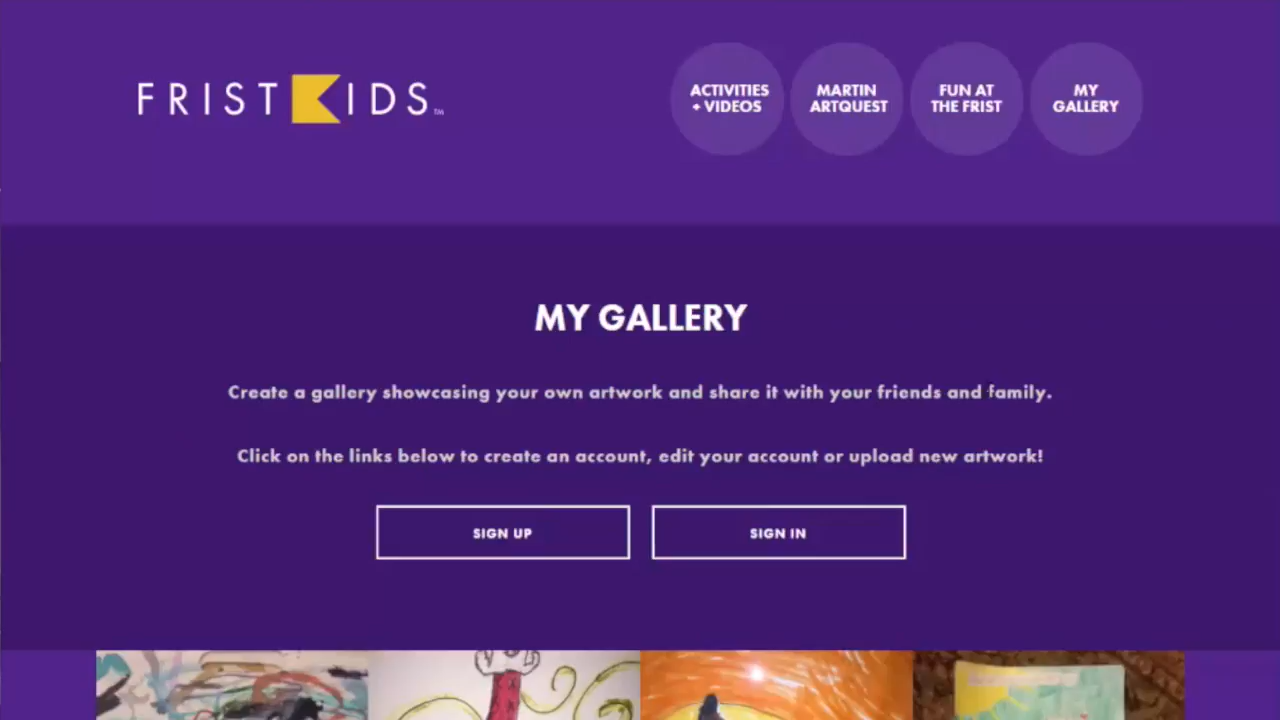 FRIST KIDS™
ACTIVITIES
+ VIDEOS
MARTIN
ARTQUEST
FUN AT
THE FRIST
MY
GALLERY
MY GALLERY
Create a gallery showcasing your own artwork and share it with your friends and family.
Click on the links below to create an account, edit your account or upload new artwork!
SIGN UP
SIGN IN